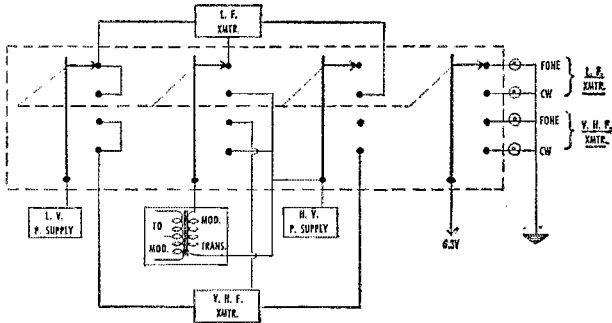 L. F.
XMTR.
FONE
CW
L. F.
XMTR.
FONE
CW
V. H. F.
XMTR.
L. V.
P. SUPPLY
TO
MOD.
MOD.
TRANS.
H. V.
P. SUPPLY
6.3V
V. H. F.
XMTR.